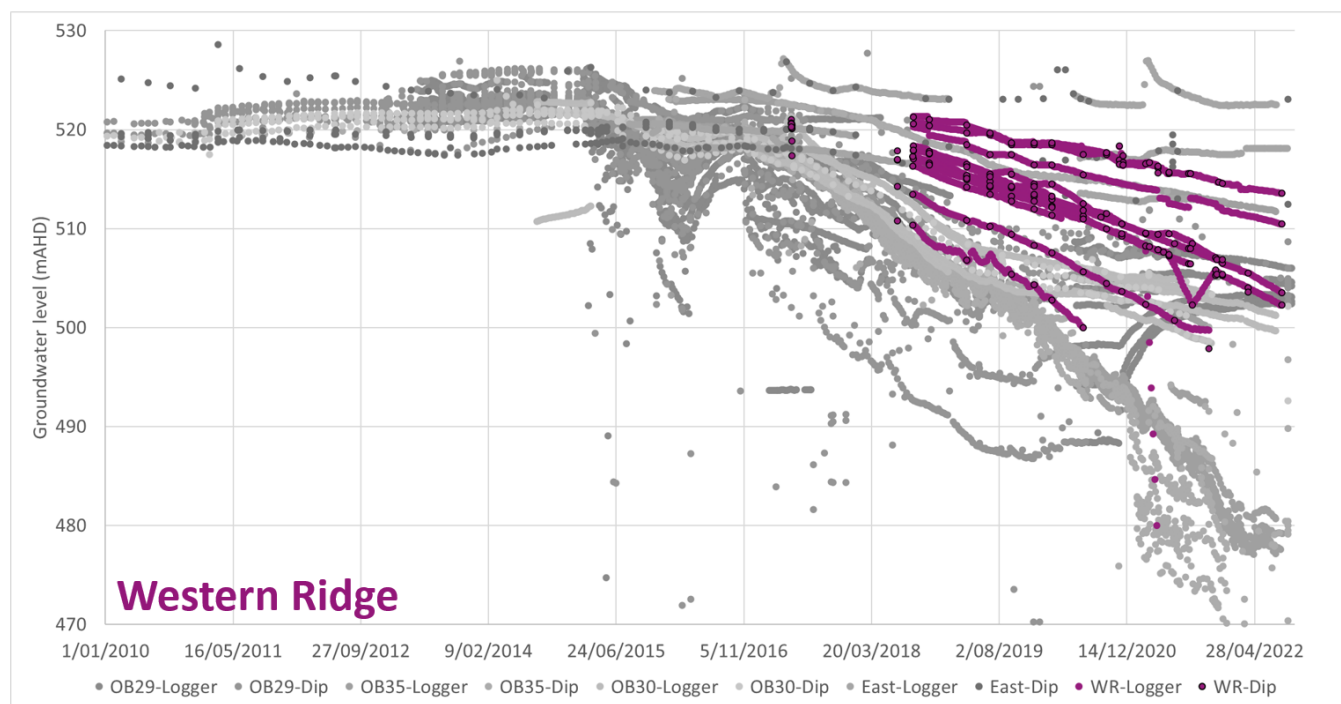 530
520
510
500
490
480
470
Groundwater level (mAHD)
Western Ridge
1/01/2010 16/05/2011 27/09/2012 9/02/2014 24/06/2015 5/11/2016 20/03/2018 2/08/2019 14/12/2020 28/04/2022
OB29-Logger OB29-Dip OB35-Logger OB35-Dip OB30-Logger OB30-Dip East-Logger East-Dip WR-Logger WR-Dip